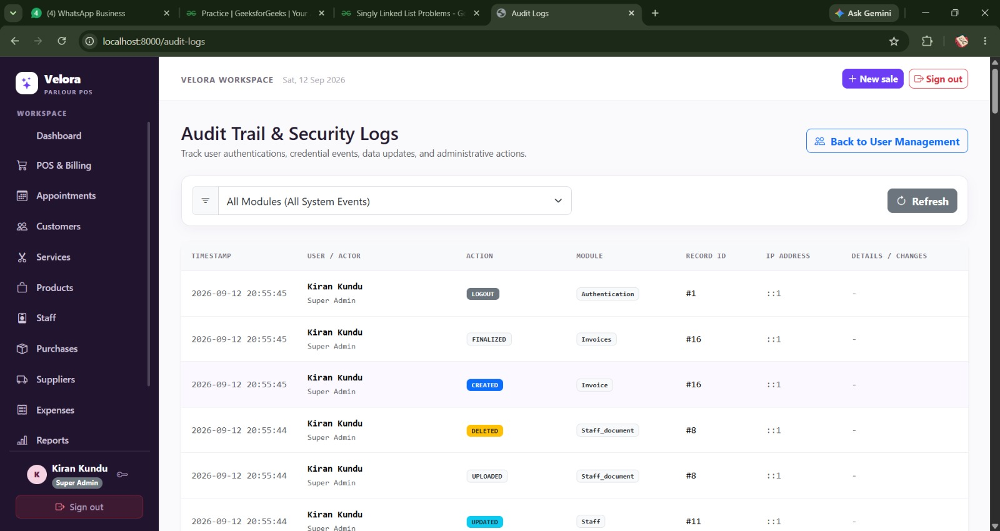 4 (4) WhatsApp Business
Practice | GeeksforGeeks | Your
Singly Linked List Problems - Ge
Audit Logs
Ask Gemini
localhost:8000/audit-logs
Velora
PARLOUR POS
WORKSPACE
Dashboard
POS & Billing
Appointments
Customers
Services
Products
Staff
Purchases
Suppliers
Expenses
Reports
K
Kiran Kundu
Super Admin
Sign out
VELORA WORKSPACE Sat, 12 Sep 2026
+ New sale
Sign out
Audit Trail & Security Logs
Track user authentications, credential events, data updates, and administrative actions.
Back to User Management
All Modules (All System Events)
Refresh
TIMESTAMP USER / ACTOR ACTION MODULE RECORD ID IP ADDRESS DETAILS / CHANGES
2026-09-12 20:55:45 Kiran Kundu LOGOUT Authentication #1 ::1 -
Super Admin
2026-09-12 20:55:45 Kiran Kundu FINALIZED Invoices #16 ::1 -
Super Admin
2026-09-12 20:55:45 Kiran Kundu CREATED Invoice #16 ::1 -
Super Admin
2026-09-12 20:55:44 Kiran Kundu DELETED Staff_document #8 ::1 -
Super Admin
2026-09-12 20:55:44 Kiran Kundu UPLOADED Staff_document #8 ::1 -
Super Admin
2026-09-12 20:55:44 Kiran Kundu UPDATED Staff #11 ::1 -
Super Admin